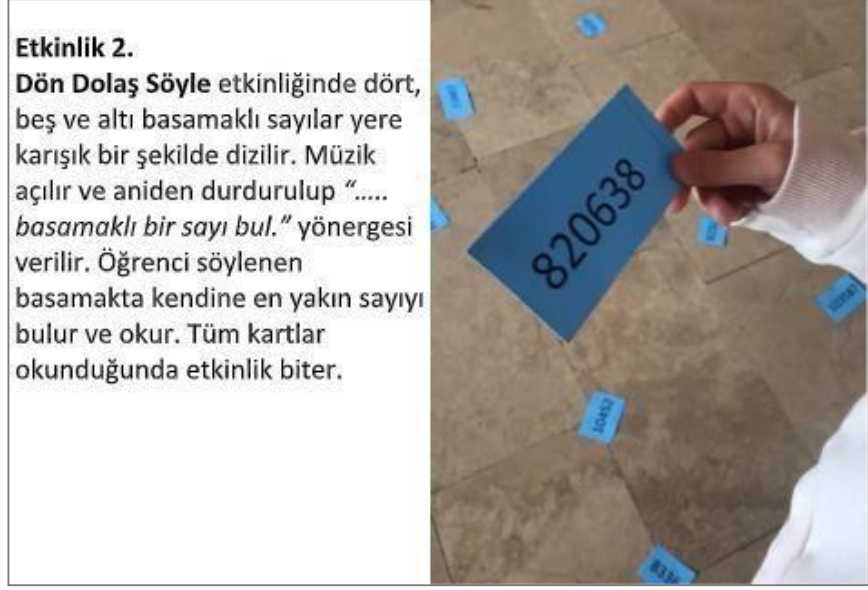 Etkinlik 2.
Dön Dolaş Söyle etkinliğinde dört,
beş ve altı basamaklı sayılar yere
karışık bir şekilde dizilir. Müzik
açılır ve aniden durdurulup “.....
basamaklı bir sayı bul.” yönergesi
verilir. Öğrenci söylenen
basamakta kendine en yakın sayıyı
bulur ve okur. Tüm kartlar
okunduğunda etkinlik biter.
820638
10452